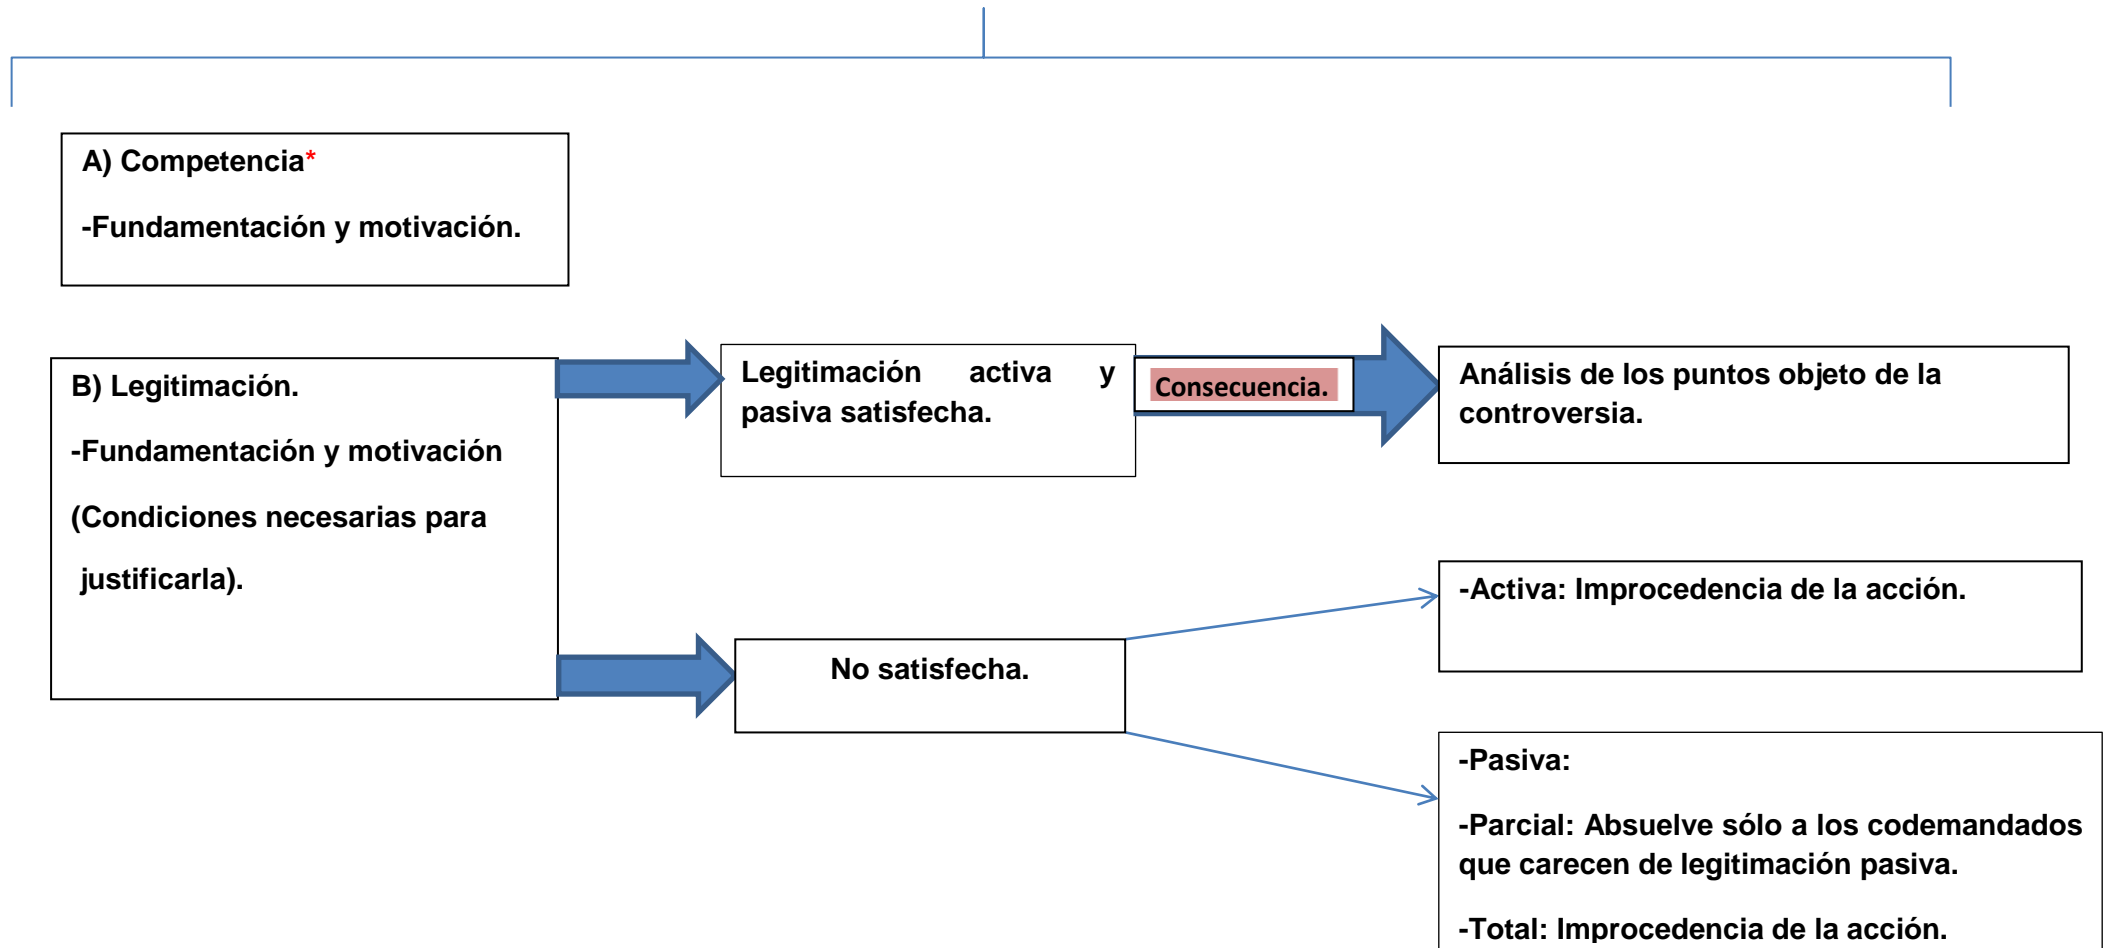 A) Competencia*
-Fundamentación y motivación.
B) Legitimación.
-Fundamentación y motivación
(Condiciones necesarias para
justificarla).
Legitimación activa y
pasiva satisfecha.
Consecuencia.
Análisis de los puntos objeto de la
controversia.
No satisfecha.
-Activa: Improcedencia de la acción.
-Pasiva:
-Parcial: Absuelve sólo a los codemandados
que carecen de legitimación pasiva.
-Total: Improcedencia de la acción.